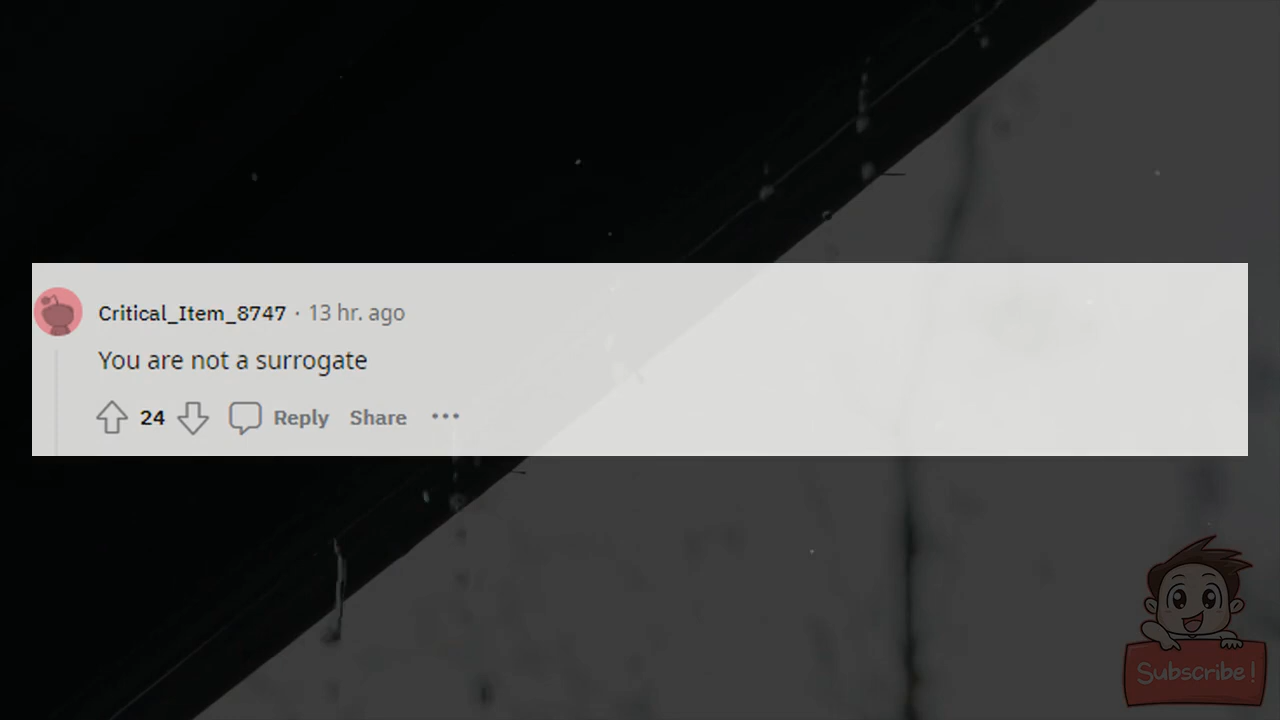 Critical_Item_8747 · 13 hr. ago
You are not a surrogate
24 Reply Share •••
Subscribe!